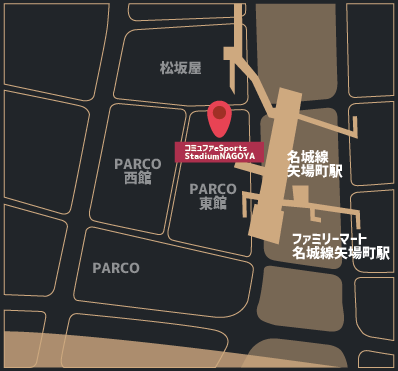 松坂屋
コミュファeSports
StadiumNAGOYA
名城線
矢場町駅
PARCO
西館
PARCO
東館
ファミリーマート
名城線矢場町駅
PARCO